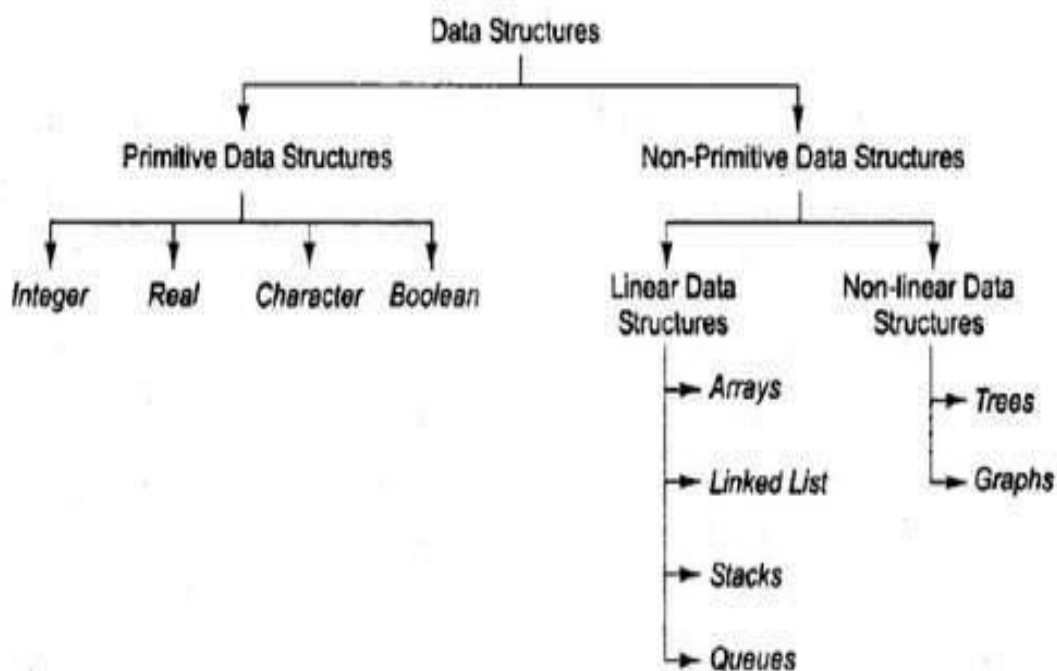 Data Structures
Primitive Data Structures
Non-Primitive Data Structures
Integer
Real
Character
Boolean
Linear Data
Structures
Non-linear Data
Structures
Arrays
Linked List
Stacks
Queues
Trees
Graphs